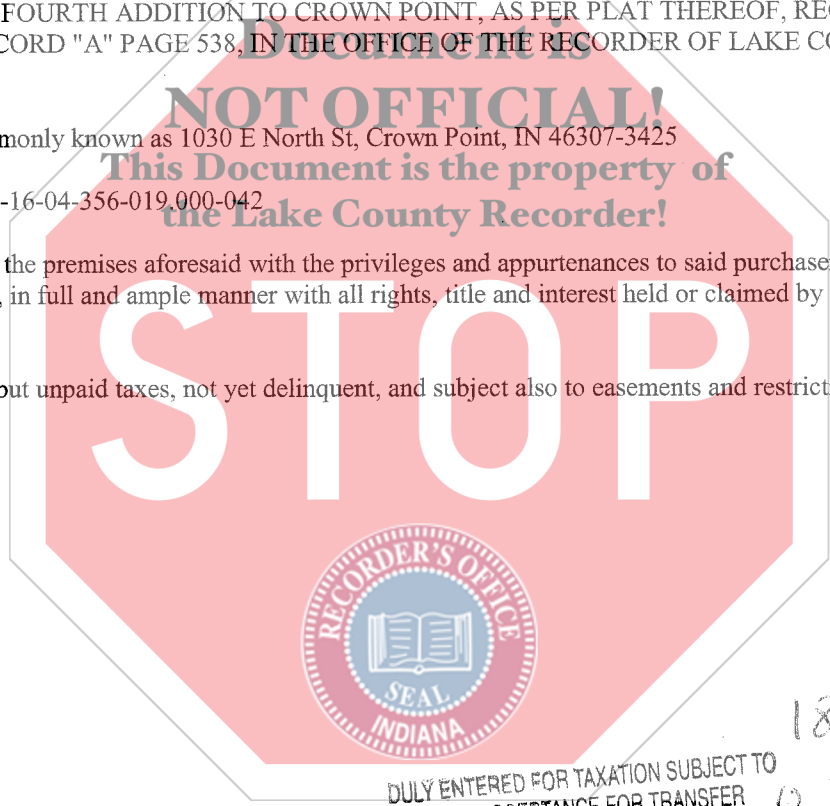 FOURTH ADDITION TO CROWN POINT, AS PER PLAT THEREOF, REC
CORD "A" PAGE 538, IN THE OFFICE OF THE RECORDER OF LAKE CO
Document is
NOT OFFICIAL!
monly known as 1030 E North St, Crown Point, IN 46307-3425
This Document is the property of
-16-04-356-019.000-042
the Lake County Recorder!
the premises aforesaid with the privileges and appurtenances to said purchase
, in full and ample manner with all rights, title and interest held or claimed by
out unpaid taxes, not yet delinquent, and subject also to easements and restrict
STOP
RECORDER'S OFFICE
SEAL
INDIANA
18
DULY ENTERED FOR TAXATION SUBJECT TO
FOR TRANSFER